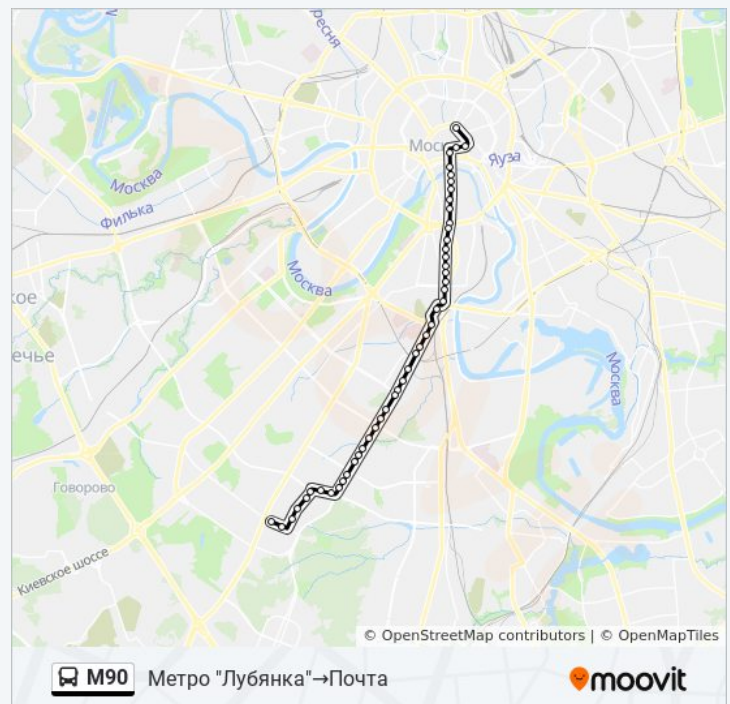 ресня
Москва
Яуза
Москва
Филька
Москва
кое
ечье
Москва
Говорово
Киевское шоссе
© OpenStreetMap contributors | © OpenMapTiles
M90 Метро "Лубянка"→Почта
moovit